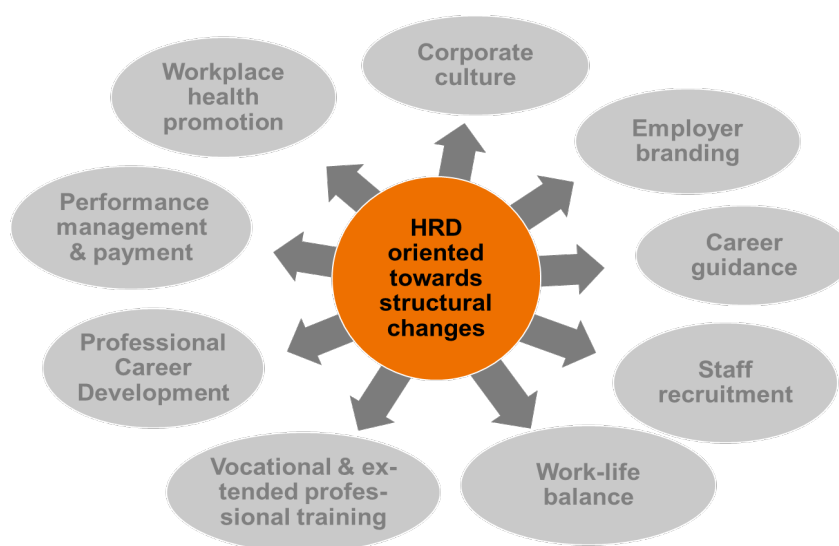 Corporate
culture
Workplace
health
promotion
Employer
branding
Performance
management
& payment
HRD
oriented
towards
structural
changes
Career
guidance
Professional
Career
Development
Staff
recruitment
Vocational & ex-
tended profes-
sional training
Work-life
balance